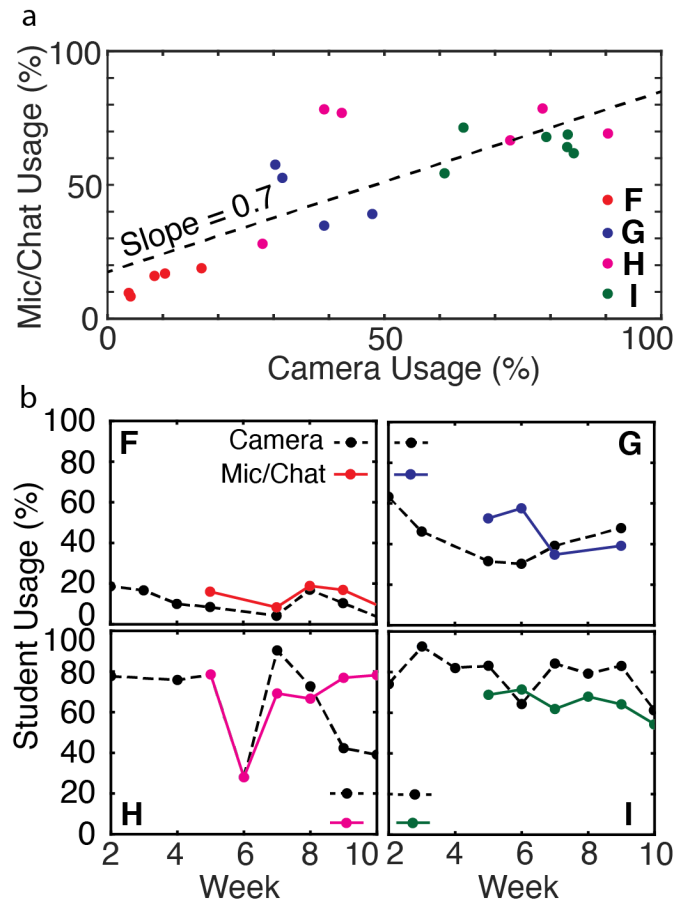 a
Mic/Chat Usage (%)
100
50
0
Slope = 0.7
F
G
H
I
0
50
100
Camera Usage (%)
b
Student Usage (%)
100
80
60
40
20
0
F
Camera
Mic/Chat
G
100
80
60
40
20
0
H
I
2
4
6
8
10
2
4
6
8
10
Week
Week